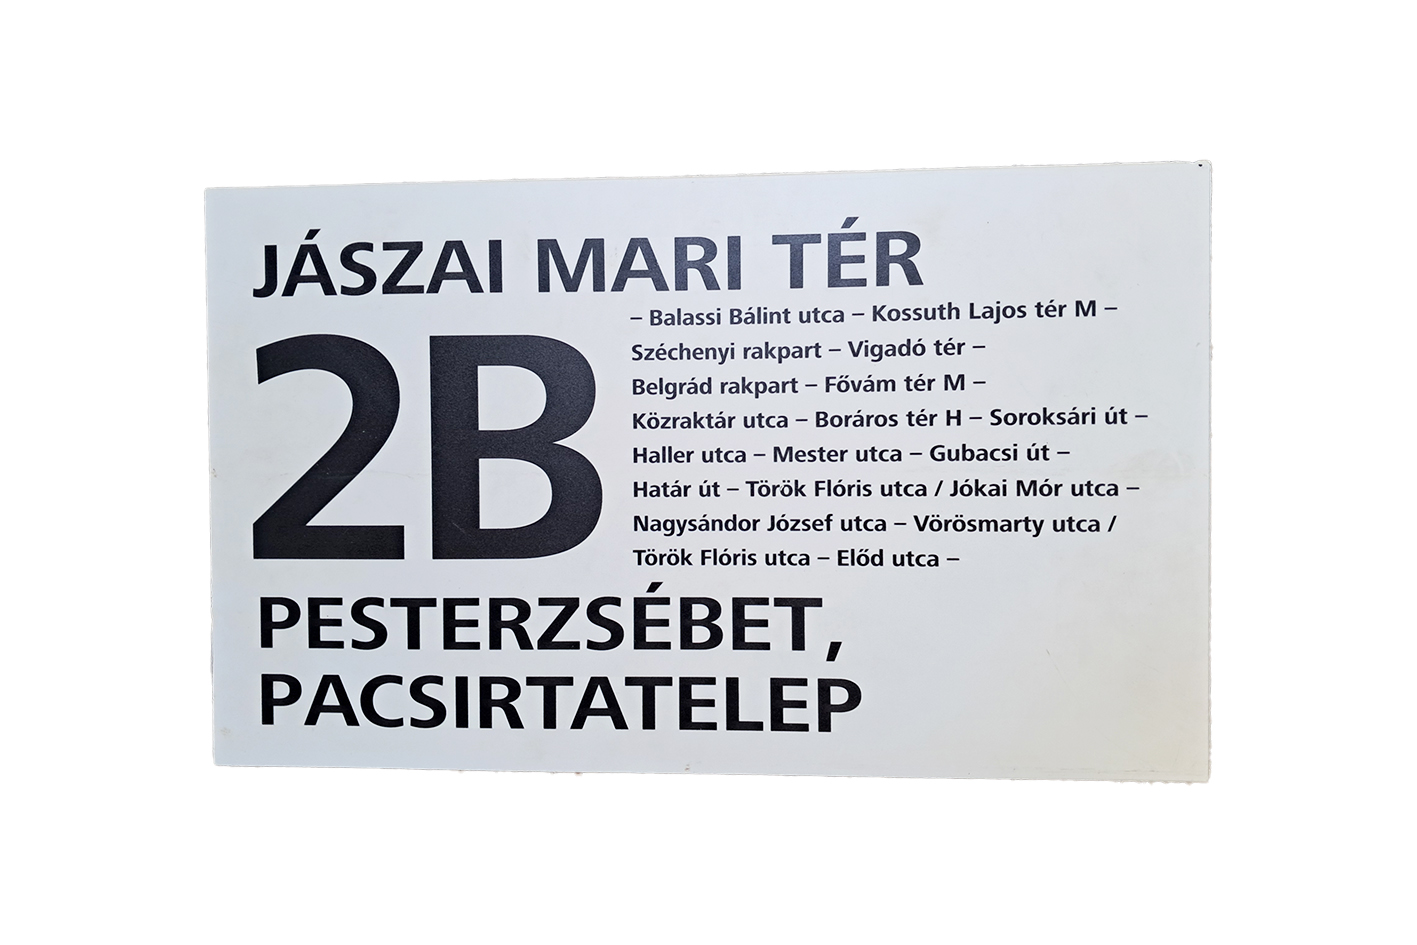 JÁSZAI MARI TÉR
2B
– Balassi Bálint utca – Kossuth Lajos tér M –
Széchenyi rakpart – Vigadó tér –
Belgrád rakpart – Fővám tér M –
Közraktár utca – Boráros tér H – Soroksári út –
Haller utca – Mester utca – Gubacsi út –
Határ út – Török Flóris utca / Jókai Mór utca –
Nagysándor József utca – Vörösmarty utca /
Török Flóris utca – Előd utca –
PESTERZSÉBET,
PACSIRTATELEP